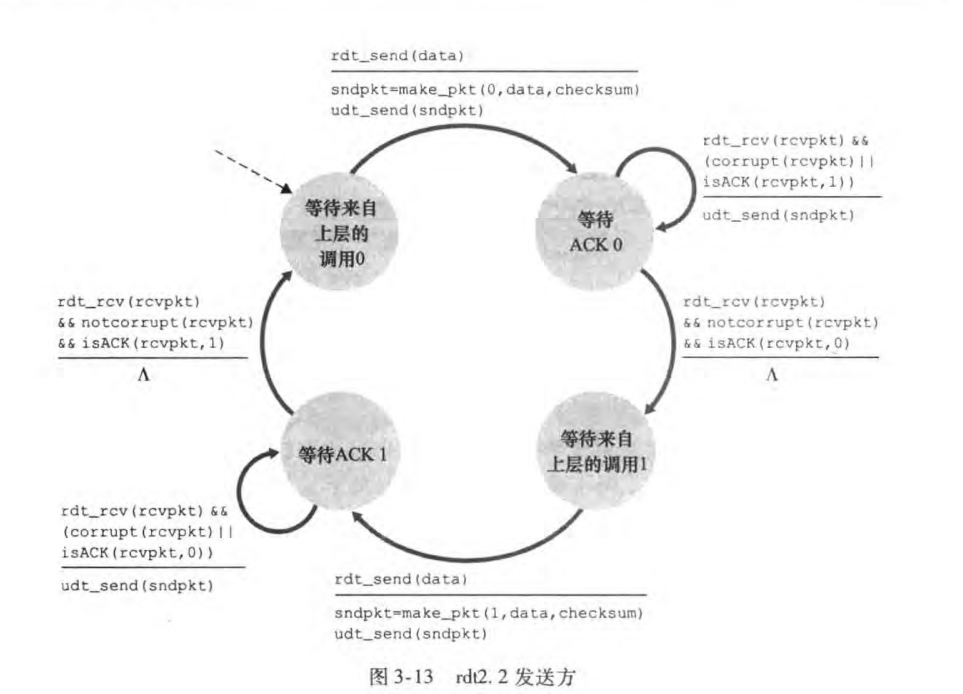 rdt_send(data)
sndpkt=make_pkt(0,data,checksum)
udt_send(sndpkt)
rdt_rcv(rcvpkt) &&
(corrupt(rcvpkt)||
isACK(rcvpkt,1))
udt_send(sndpkt)
等待来自
上层的
调用0
等待
ACK 0
rdt_rcv(rcvpkt)
&& notcorrupt(rcvpkt)
&& isACK(rcvpkt,1)
Λ
rdt_rcv(rcvpkt)
&& notcorrupt(rcvpkt)
&& isACK(rcvpkt,0)
Λ
等待ACK 1
等待来自
上层的调用1
rdt_rcv(rcvpkt) &&
(corrupt(rcvpkt)||
isACK(rcvpkt,0))
udt_send(sndpkt)
rdt_send(data)
sndpkt=make_pkt(1,data,checksum)
udt_send(sndpkt)
图 3-13 rdt2. 2 发送方